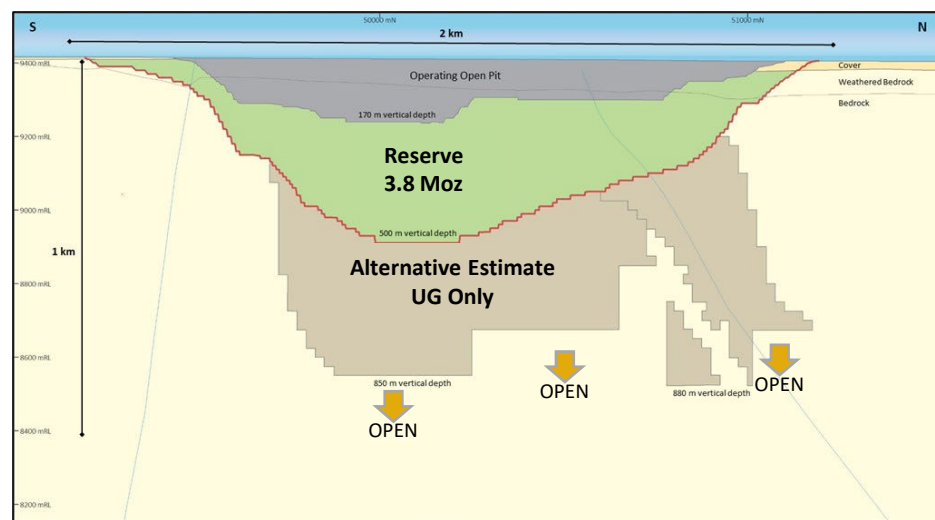 S
50000 mN
51000 mN
N
2 km
9400 mRL
Operating Open Pit
Cover
Weathered Bedrock
Bedrock
170 m vertical depth
9200 mRL
Reserve
3.8 Moz
9000 mRL
500 m vertical depth
1 km
Alternative Estimate
UG Only
8800 mRL
8600 mRL
850 m vertical depth
OPEN
OPEN
880 m vertical depth
OPEN
8400 mRL
8200 mRL